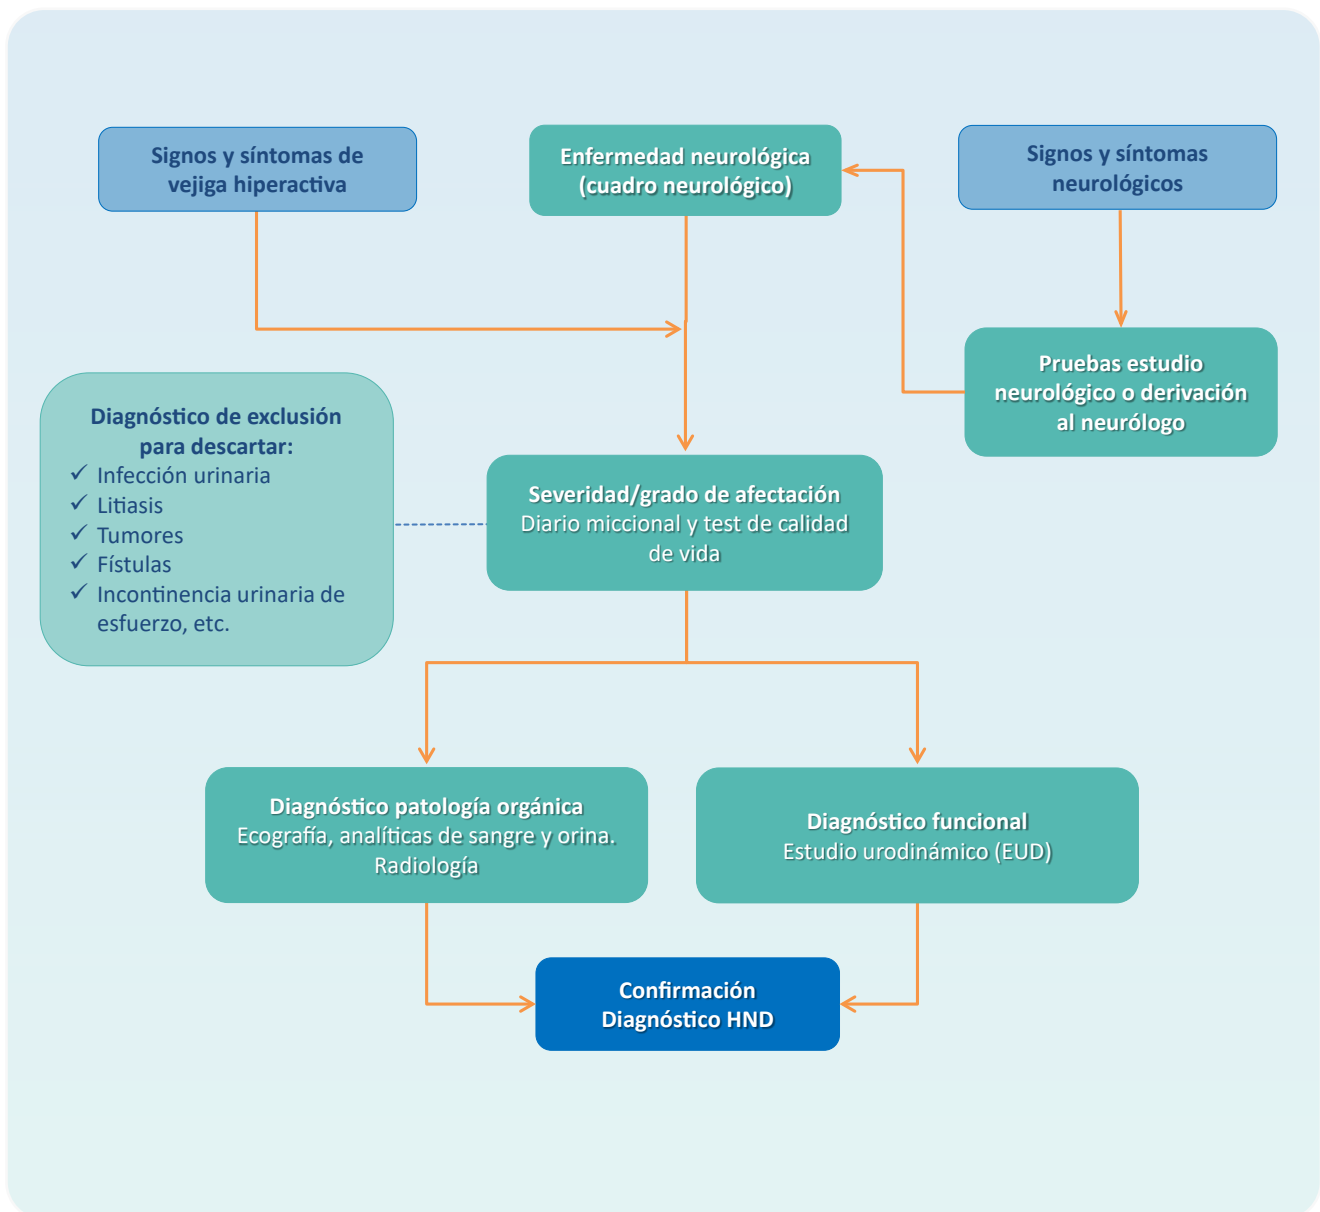 Signos y síntomas de
vejiga hiperactiva
Enfermedad neurológica
(cuadro neurológico)
Signos y síntomas
neurológicos
Pruebas estudio
neurológico o derivación
al neurólogo
Diagnóstico de exclusión
para descartar:
✓ Infección urinaria
✓ Litiasis
✓ Tumores
✓ Fístulas
✓ Incontinencia urinaria de
esfuerzo, etc.
Severidad/grado de afectación
Diario miccional y test de calidad
de vida
Diagnóstico patología orgánica
Ecografía, analíticas de sangre y orina.
Radiología
Diagnóstico funcional
Estudio urodinámico (EUD)
Confirmación
Diagnóstico HND